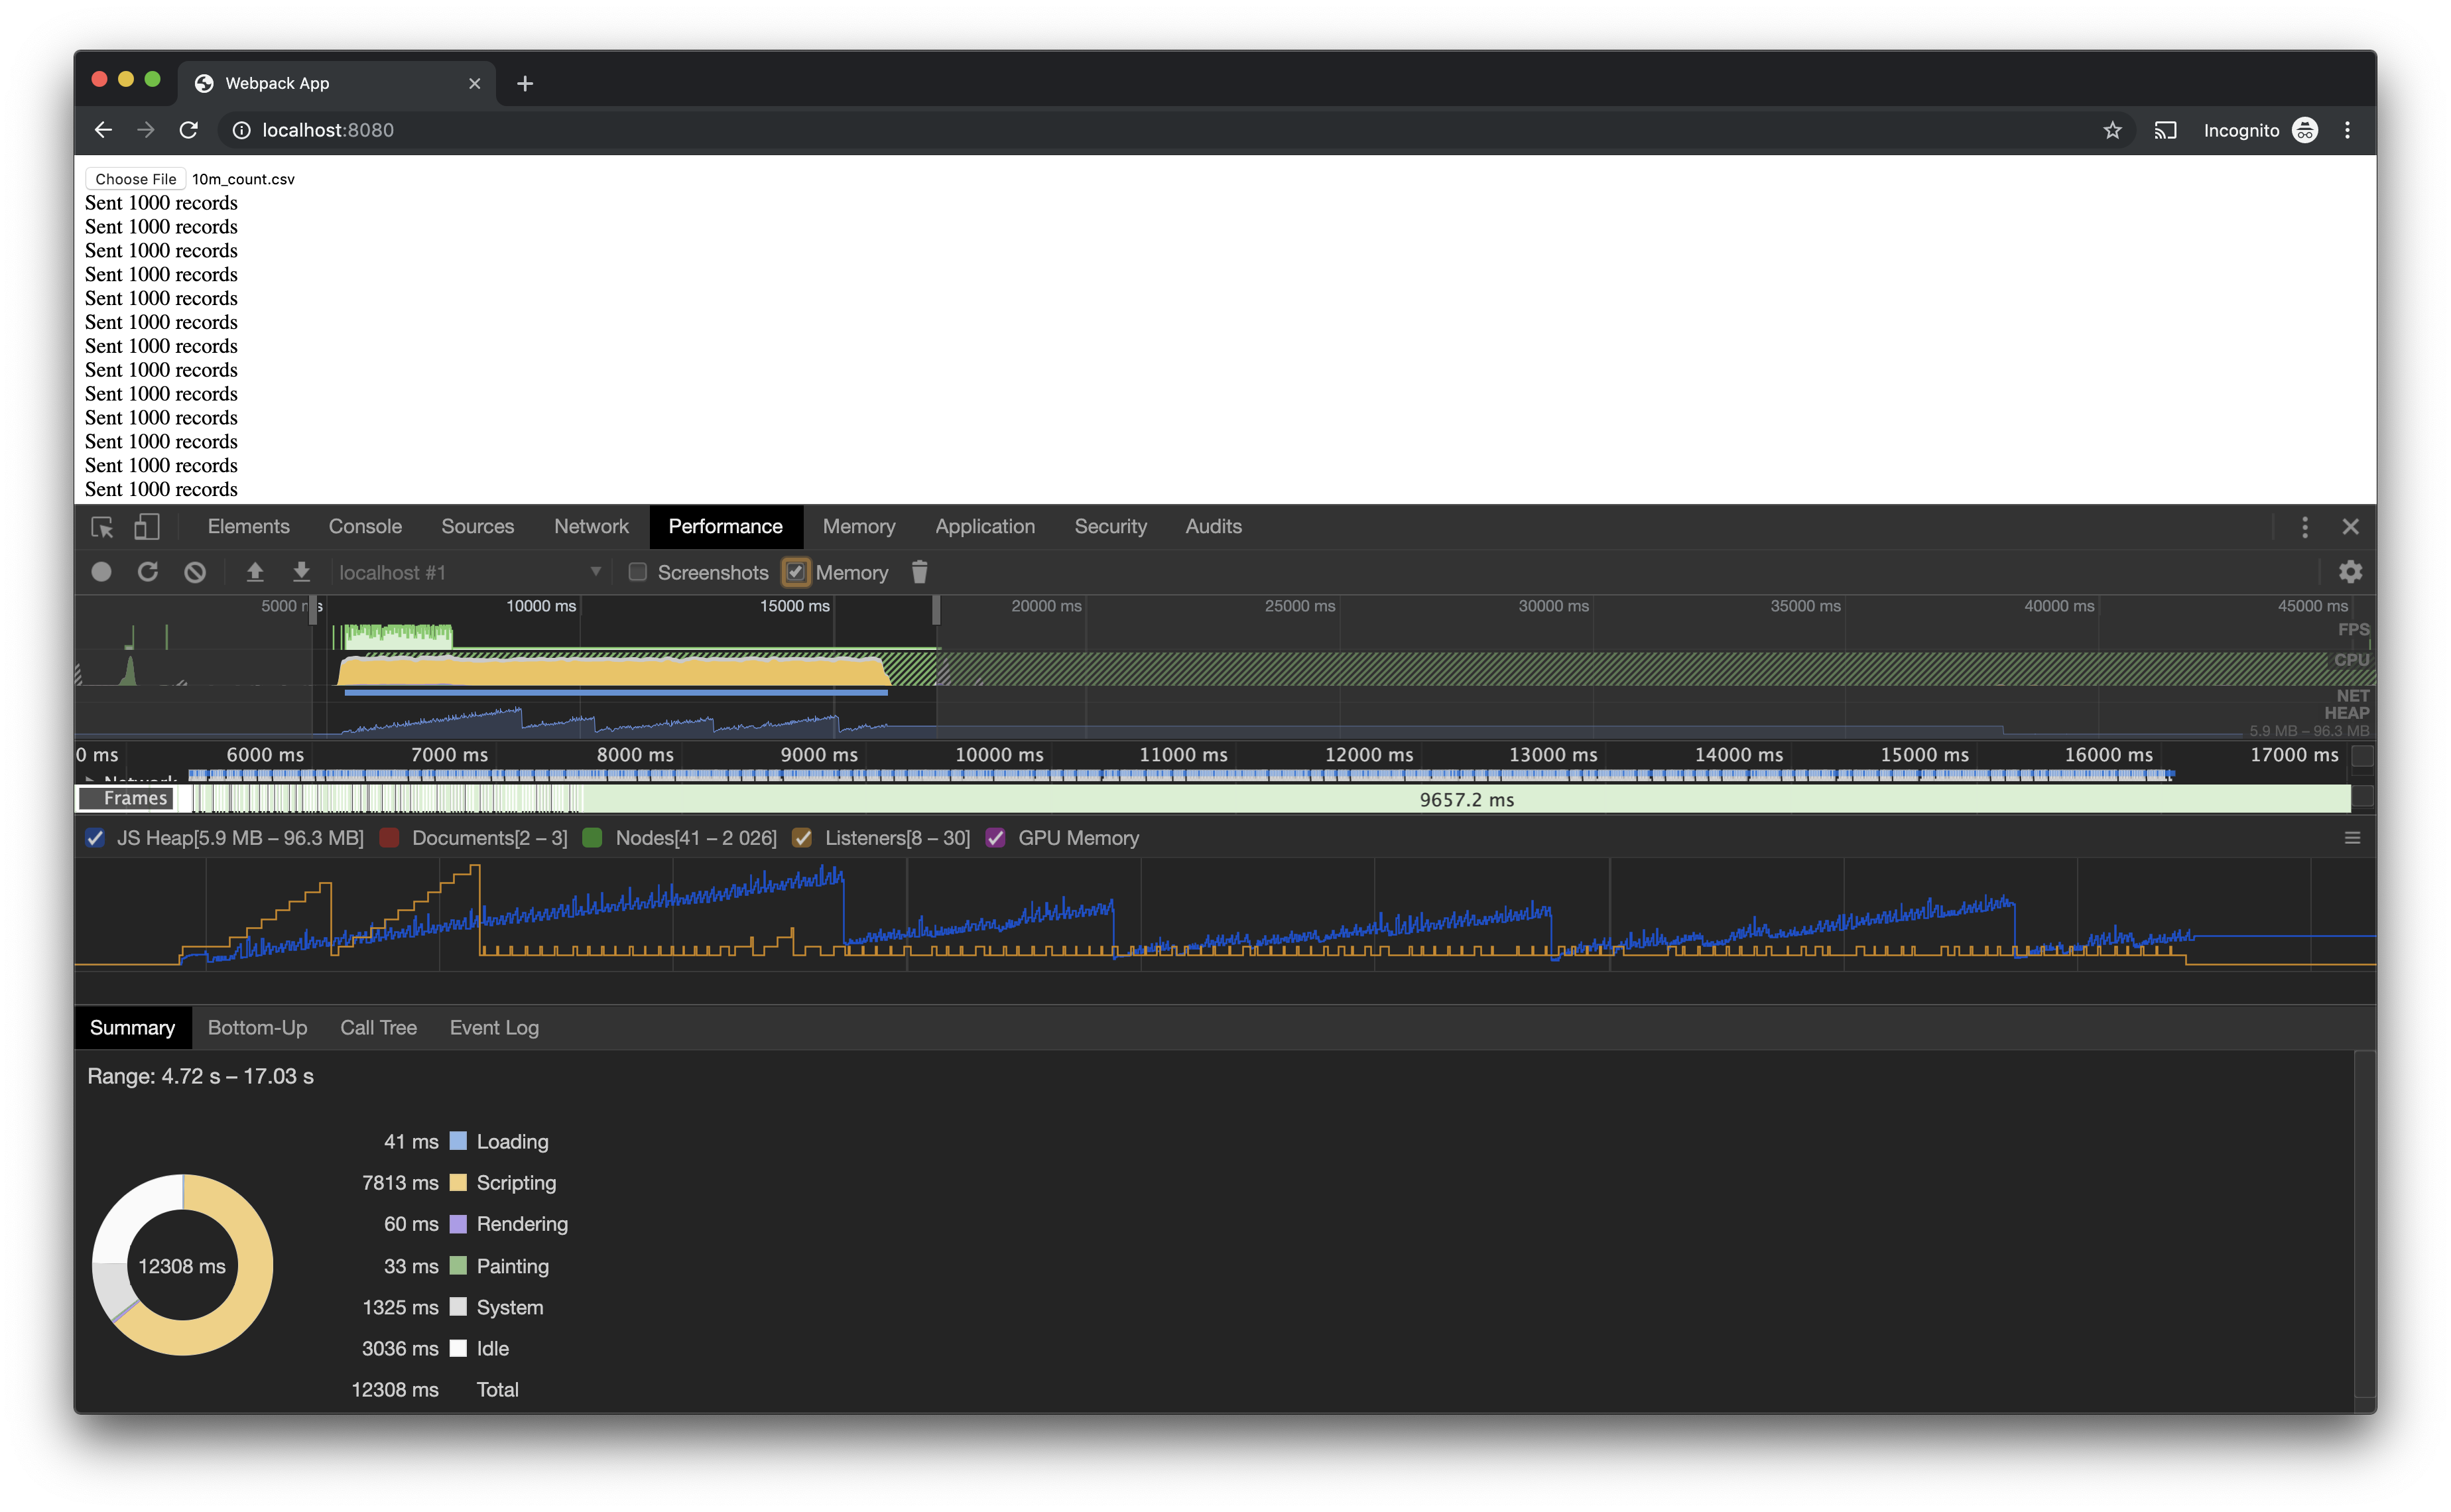 Webpack App
localhost:8080
Incognito
Choose File 10m_count.csv
Sent 1000 records
Sent 1000 records
Sent 1000 records
Sent 1000 records
Sent 1000 records
Sent 1000 records
Sent 1000 records
Sent 1000 records
Sent 1000 records
Sent 1000 records
Sent 1000 records
Sent 1000 records
Sent 1000 records
Elements Console Sources Network Performance Memory Application Security Audits
localhost #1 Screenshots Memory
5000 ms 10000 ms 15000 ms 20000 ms 25000 ms 30000 ms 35000 ms 40000 ms 45000 ms
FPS
CPU
NET
HEAP
5.9 MB – 96.3 MB
0 ms 6000 ms 7000 ms 8000 ms 9000 ms 10000 ms 11000 ms 12000 ms 13000 ms 14000 ms 15000 ms 16000 ms 17000 ms
Network
Frames 9657.2 ms
JS Heap[5.9 MB – 96.3 MB] Documents[2 – 3] Nodes[41 – 2 026] Listeners[8 – 30] GPU Memory
Summary Bottom-Up Call Tree Event Log
Range: 4.72 s – 17.03 s
41 ms Loading
7813 ms Scripting
60 ms Rendering
12308 ms
33 ms Painting
1325 ms System
3036 ms Idle
12308 ms Total